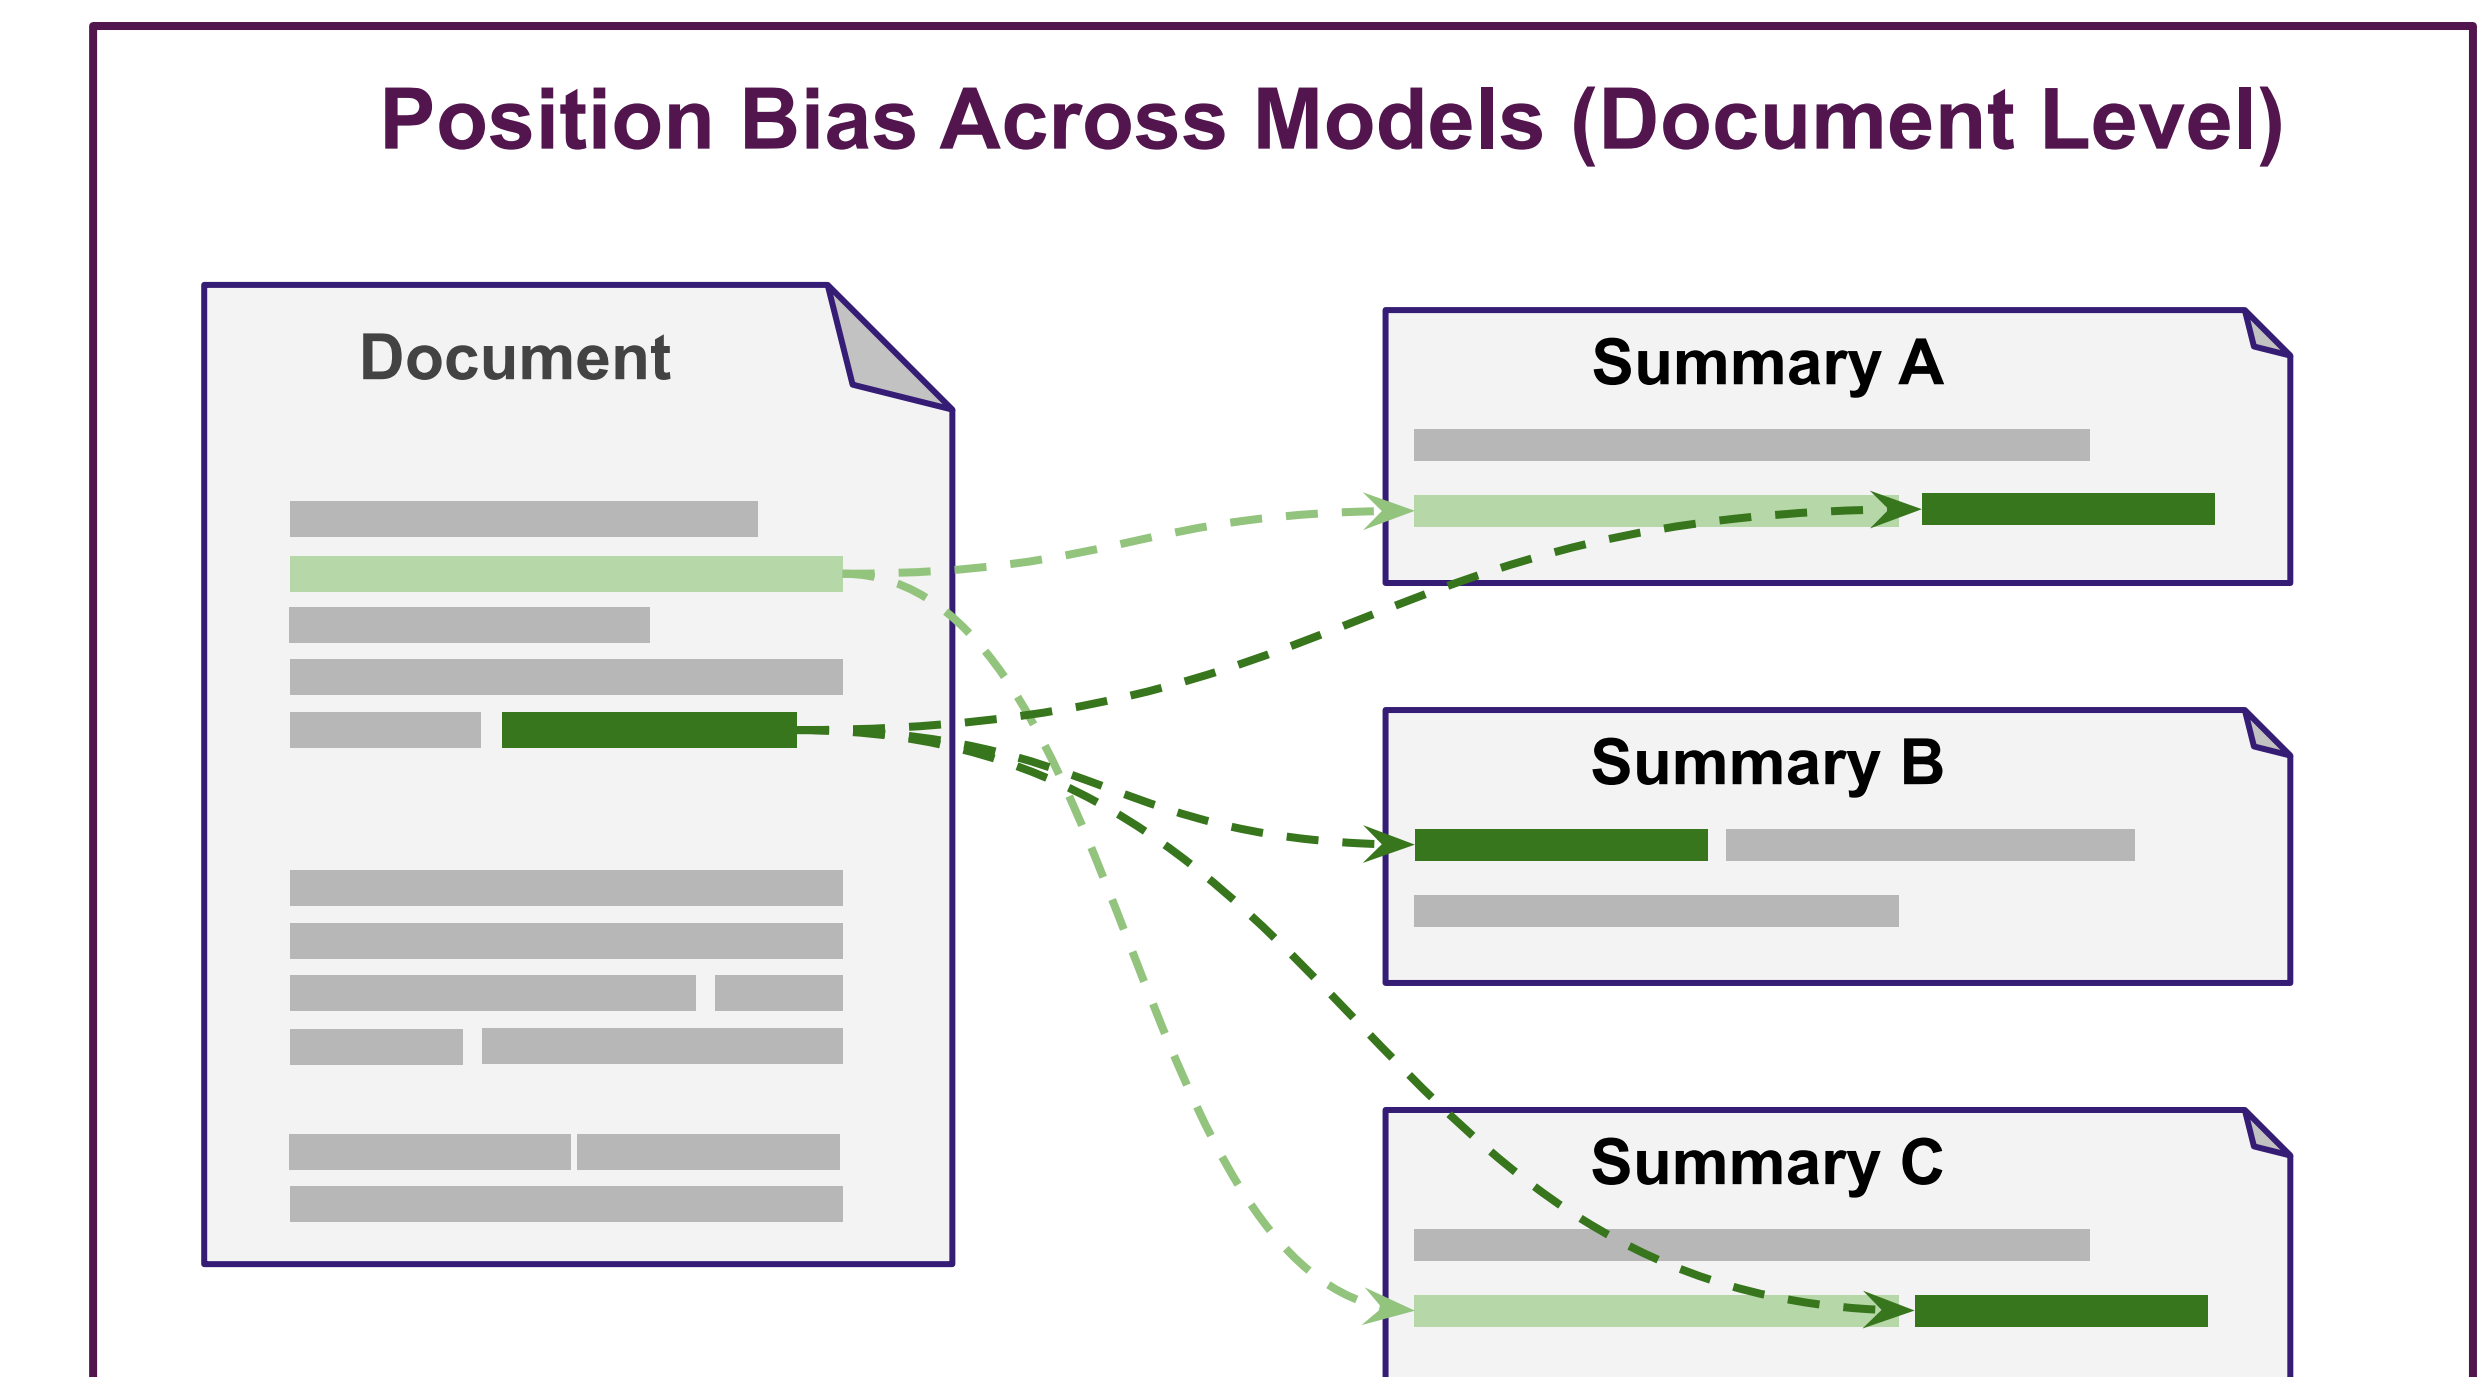 Position Bias Across Models (Document Level)
Document
Summary A
Summary B
Summary C